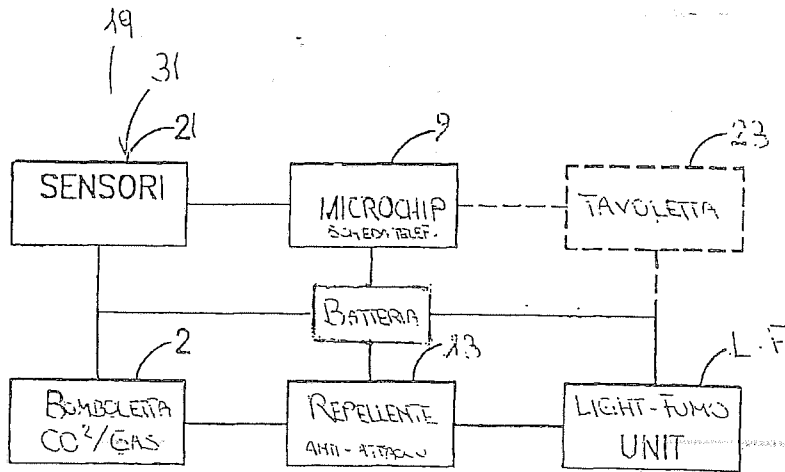 19
31
21
9
23
SENSORI
MICROCHIP
SCHEDA TELEF.
TAVOLETTA
BATTERIA
2
13
L.F
BOMBOLETTA
CO²/GAS
REPELLENTE
ANTI-ATTACCO
LIGHT-FUMO
UNIT